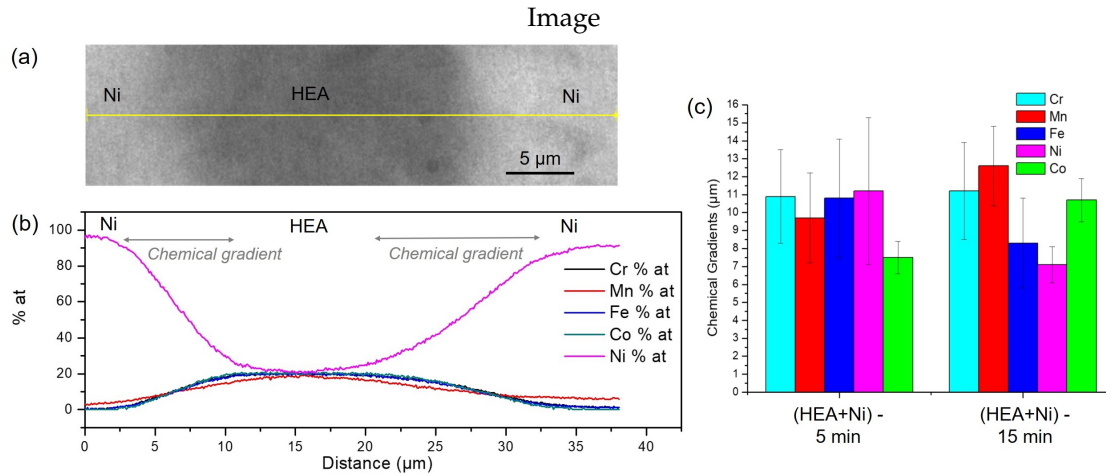 Image
(a)
Ni HEA Ni
5 µm
(b)
Ni HEA Ni
100
80
60
40
20
0
% at
Chemical gradient Chemical gradient
Cr % at
Mn % at
Fe % at
Co % at
Ni % at
0 5 10 15 20 25 30 35 40
Distance (µm)
(c)
16
15
14
13
12
11
10
9
8
7
6
5
4
3
2
1
0
Chemical Gradients (µm)
Cr
Mn
Fe
Ni
Co
(HEA+Ni) -
5 min
(HEA+Ni) -
15 min